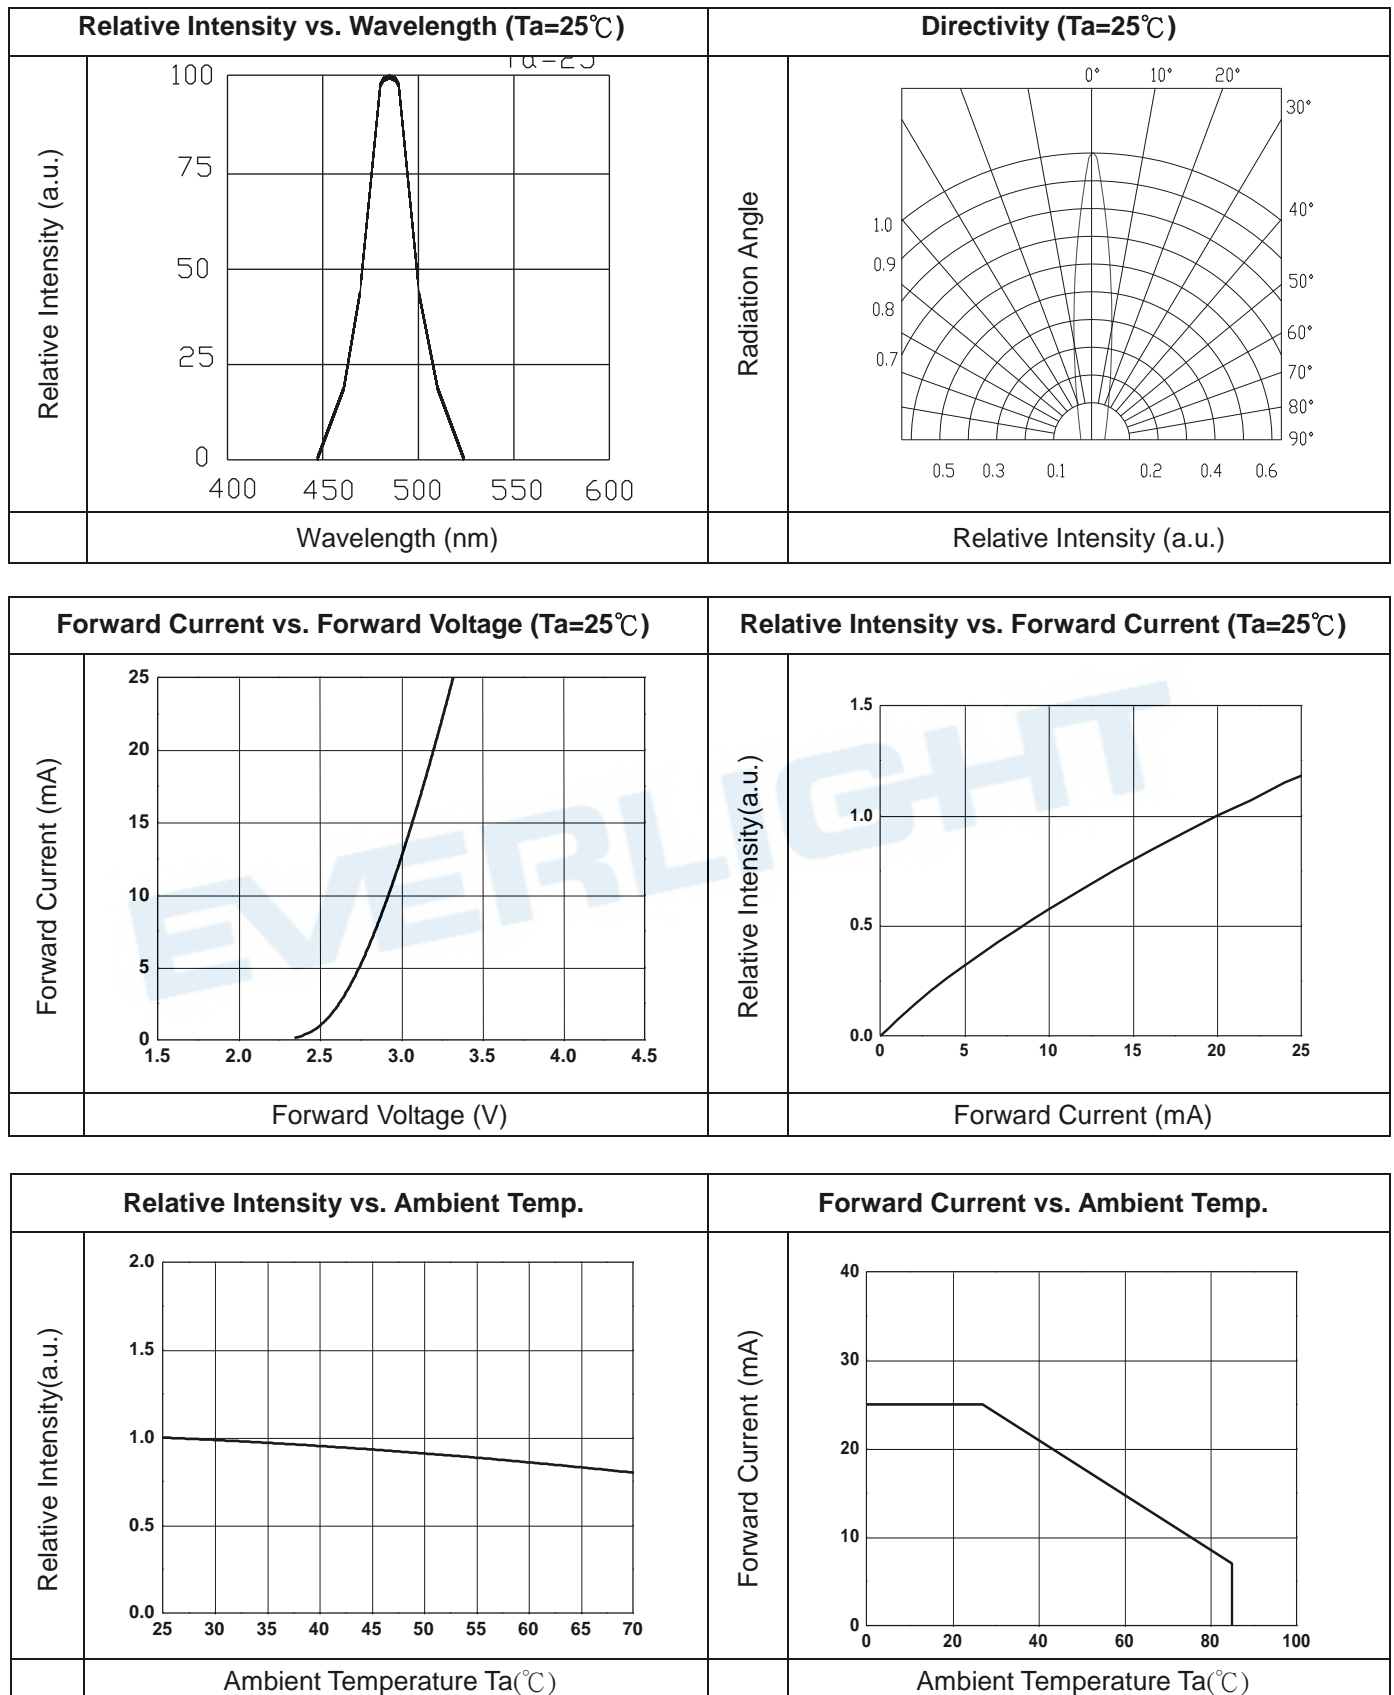 Relative Intensity vs. Wavelength (Ta=25℃)
Directivity (Ta=25℃)
Relative Intensity (a.u.)
100
75
50
25
0
400 450 500 550 600
Wavelength (nm)
Radiation Angle
0° 10° 20°
30°
40°
50°
60°
70°
80°
90°
1.0
0.9
0.8
0.7
0.5 0.3 0.1 0.2 0.4 0.6
Relative Intensity (a.u.)
Forward Current vs. Forward Voltage (Ta=25℃)
Relative Intensity vs. Forward Current (Ta=25℃)
Forward Current (mA)
25
20
15
10
5
0
1.5 2.0 2.5 3.0 3.5 4.0 4.5
Forward Voltage (V)
Relative Intensity(a.u.)
1.5
1.0
0.5
0.0
0 5 10 15 20 25
Forward Current (mA)
EVERLIGHT
Relative Intensity vs. Ambient Temp.
Forward Current vs. Ambient Temp.
Relative Intensity(a.u.)
2.0
1.5
1.0
0.5
0.0
25 30 35 40 45 50 55 60 65 70
Ambient Temperature Ta(℃)
Forward Current (mA)
40
30
20
10
0
0 20 40 60 80 100
Ambient Temperature Ta(℃)